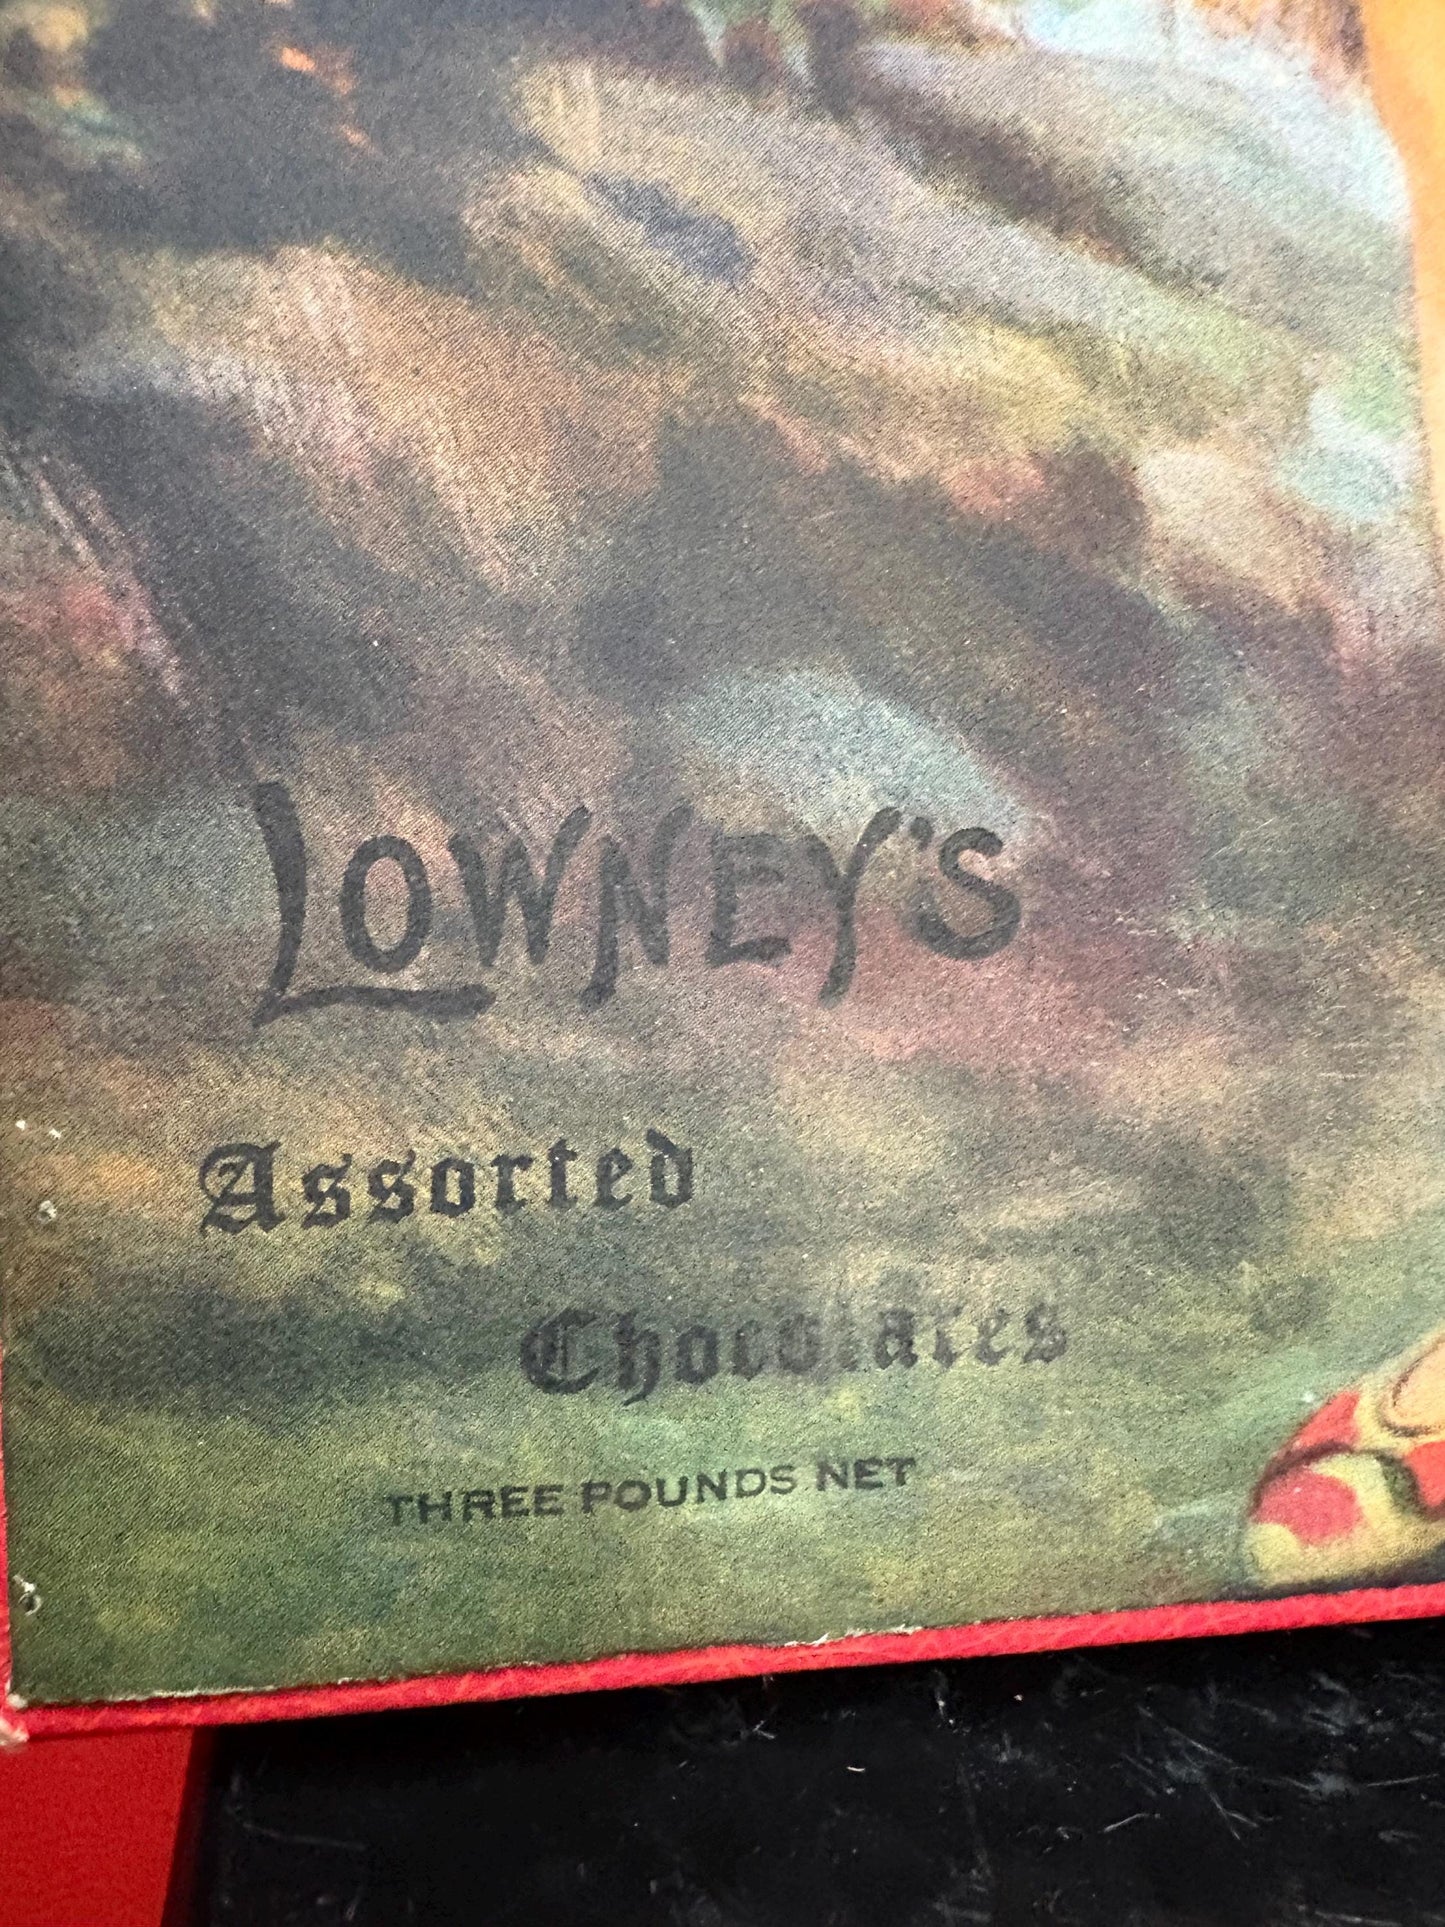 LOWNEY'S
Assorted
Chocolates
THREE POUNDS NET